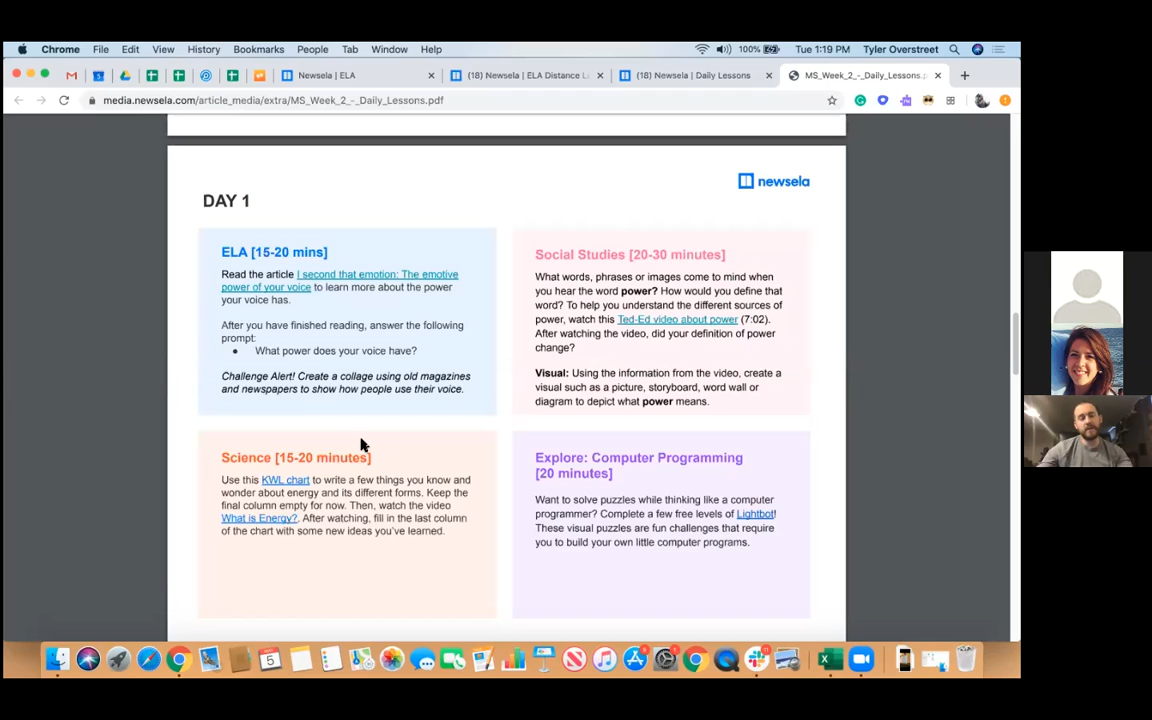 Chrome File Edit View History Bookmarks People Tab Window Help 100% Tue 1:19 PM Tyler Overstreet
Newsela | ELA
(18) Newsela | ELA Distance L
(18) Newsela | Daily Lessons
MS_Week_2_-_Daily_Lessons.p
media.newsela.com/article_media/extra/MS_Week_2_-_Daily_Lessons.pdf
newsela
DAY 1
ELA [15-20 mins]
Read the article I second that emotion: The emotive
power of your voice to learn more about the power
your voice has.
After you have finished reading, answer the following
prompt:
● What power does your voice have?
Challenge Alert! Create a collage using old magazines
and newspapers to show how people use their voice.
Social Studies [20-30 minutes]
What words, phrases or images come to mind when
you hear the word power? How would you define that
word? To help you understand the different sources of
power, watch this Ted-Ed video about power (7:02).
After watching the video, did your definition of power
change?
Visual: Using the information from the video, create a
visual such as a picture, storyboard, word wall or
diagram to depict what power means.
Science [15-20 minutes]
Use this KWL chart to write a few things you know and
wonder about energy and its different forms. Keep the
final column empty for now. Then, watch the video
What is Energy?. After watching, fill in the last column
of the chart with some new ideas you've learned.
Explore: Computer Programming
[20 minutes]
Want to solve puzzles while thinking like a computer
programmer? Complete a few free levels of Lightbot!
These visual puzzles are fun challenges that require
you to build your own little computer programs.
5